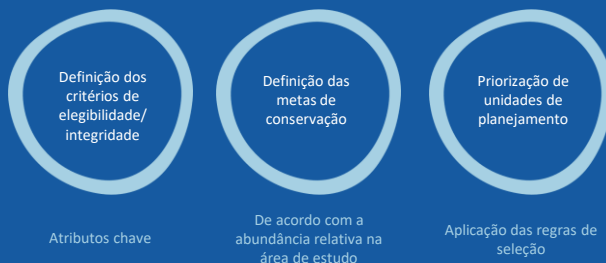 Definição dos
critérios de
elegibilidade/
integridade
Definição das
metas de
conservação
Priorização de
unidades de
planejamento
Atributos chave
De acordo com a
abundância relativa na
área de estudo
Aplicação das regras de
seleção